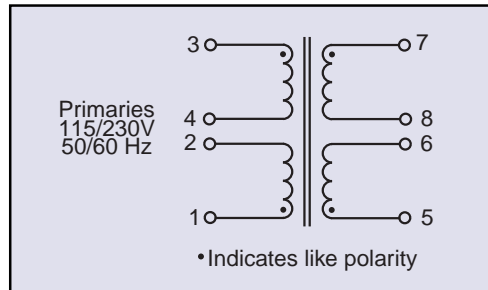 3 7
Primaries
115/230V
50/60 Hz
4 8
2 6
1 5
•Indicates like polarity